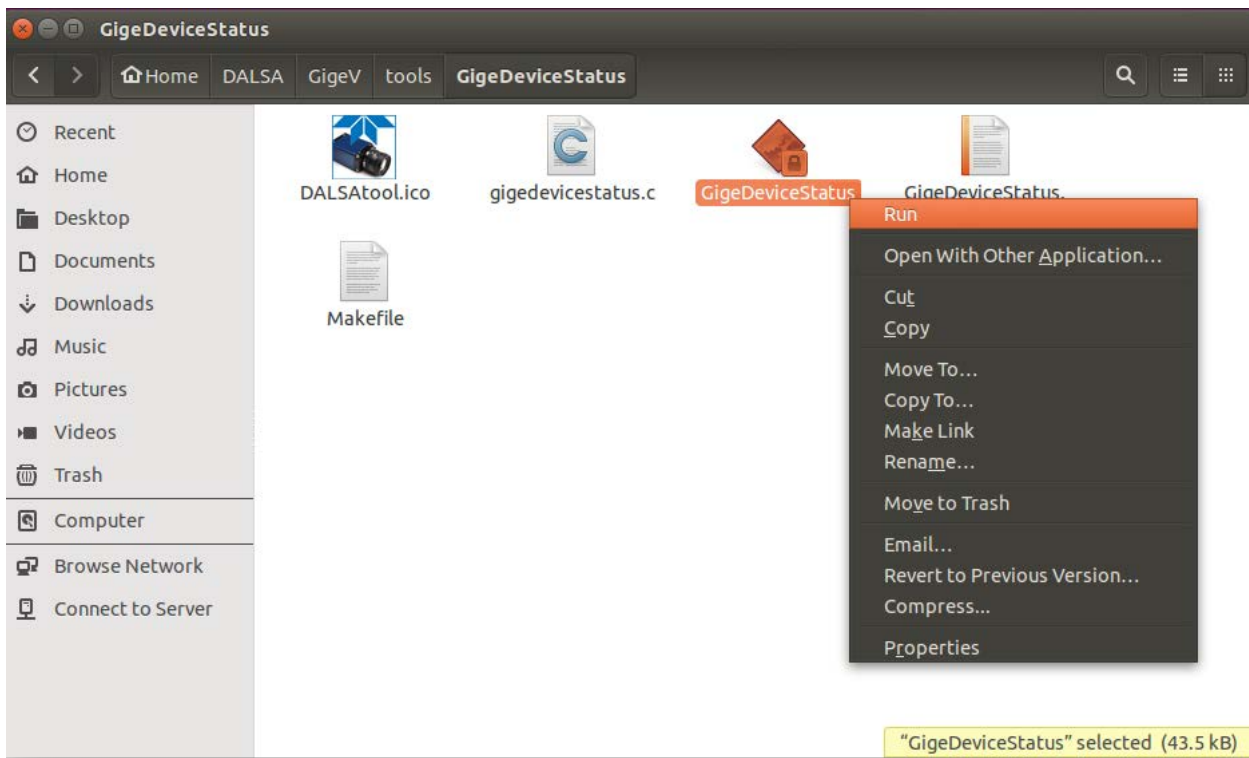 GigeDeviceStatus
Home DALSA GigeV tools GigeDeviceStatus
Recent
Home
Desktop
Documents
Downloads
Music
Pictures
Videos
Trash
Computer
Browse Network
Connect to Server
DALSAtool.ico
gigedevicestatus.c
GigeDeviceStatus
GigeDeviceStatus.
Makefile
Run
Open With Other Application...
Cut
Copy
Move To...
Copy To...
Make Link
Rename...
Move to Trash
Email...
Revert to Previous Version...
Compress...
Properties
“GigeDeviceStatus” selected (43.5 kB)